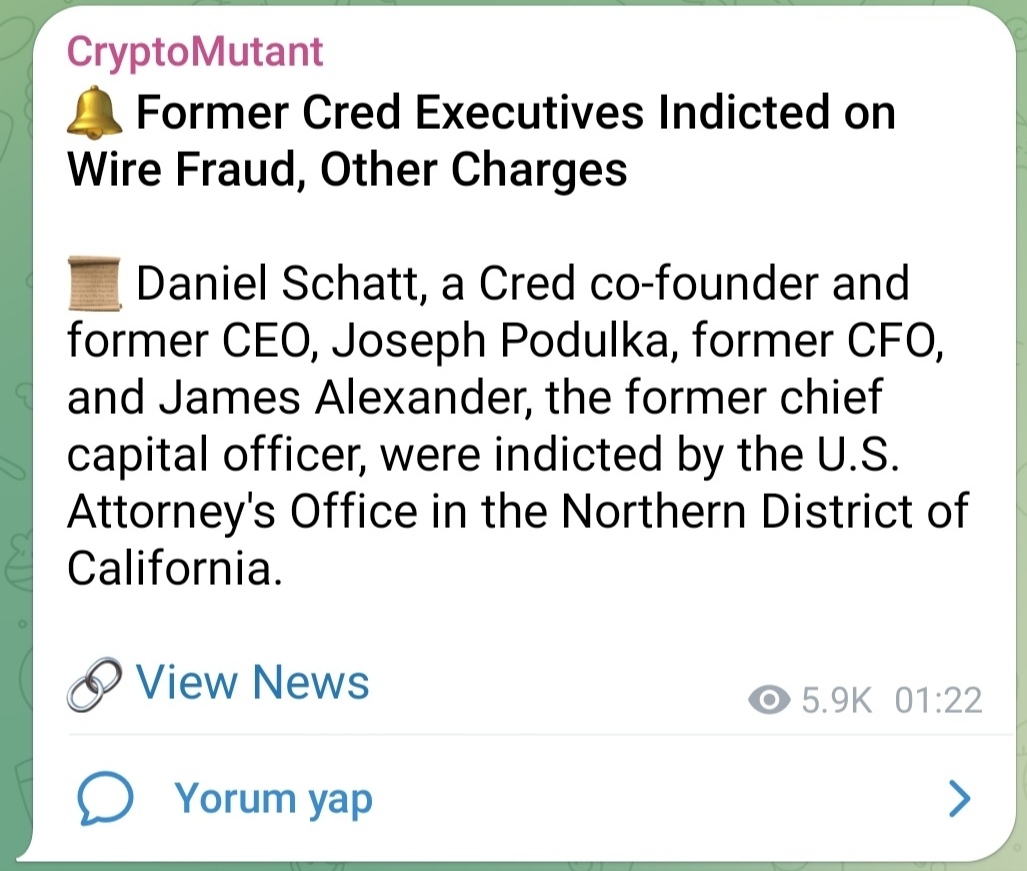 CryptoMutant
🔔 Former Cred Executives Indicted on
Wire Fraud, Other Charges
📜 Daniel Schatt, a Cred co-founder and
former CEO, Joseph Podulka, former CFO,
and James Alexander, the former chief
capital officer, were indicted by the U.S.
Attorney's Office in the Northern District of
California.
🔗 View News
5.9K 01:22
Yorum yap